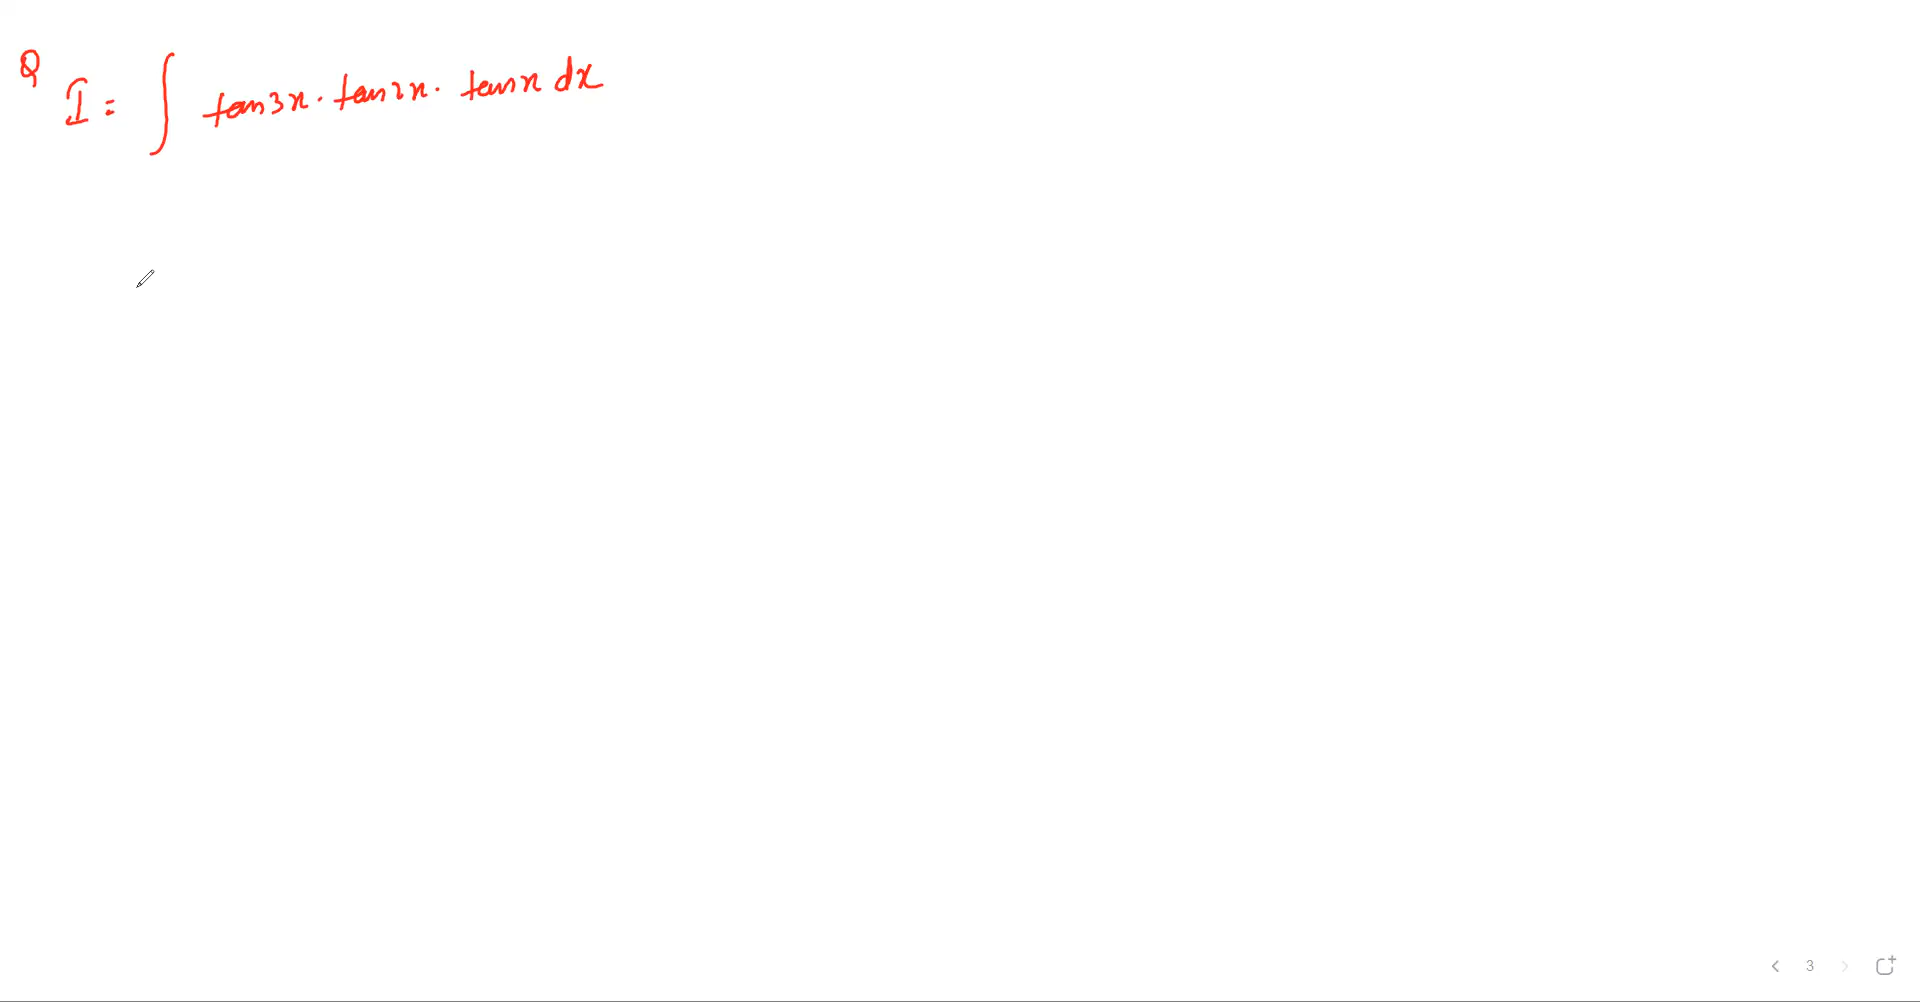 Q
I = ∫ tan3x · tan2x · tanx dx
3